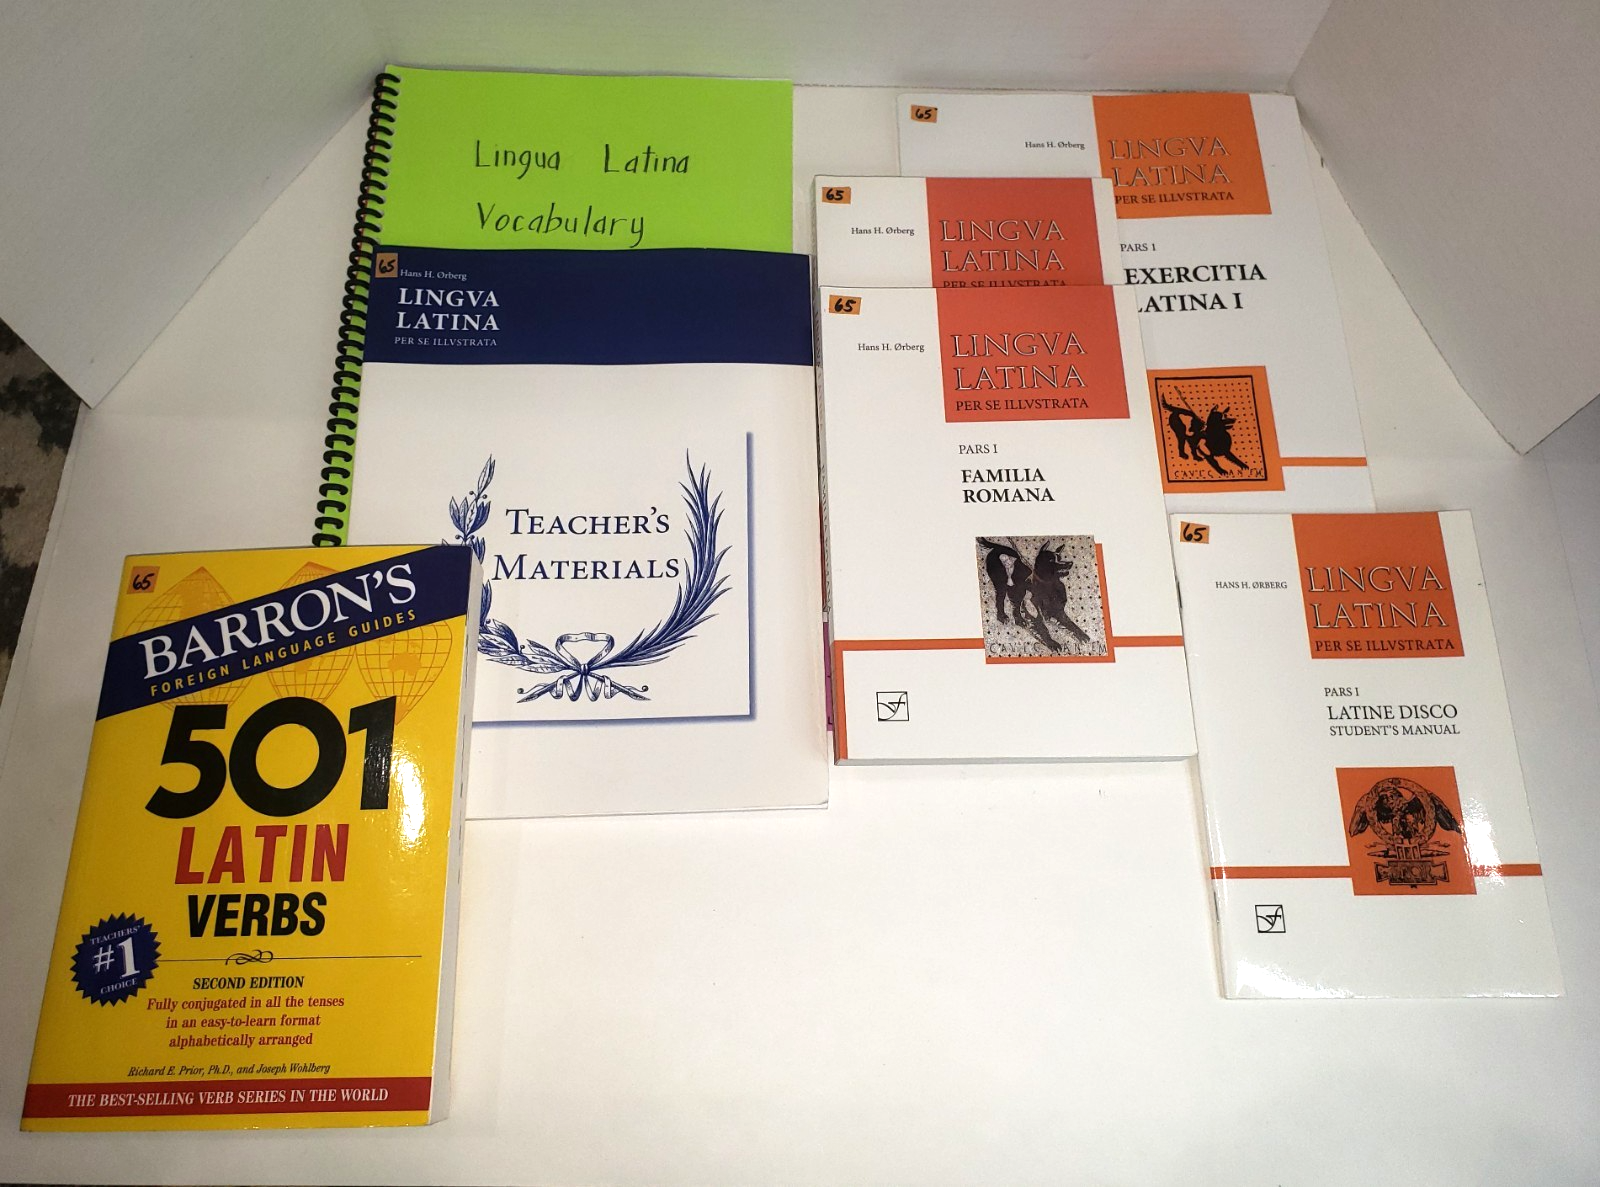 Lingua Latina
Vocabulary
65
Hans H. Ørberg
LINGVA
LATINA
PER SE ILLVSTRATA
TEACHER'S
MATERIALS
65
BARRON'S
FOREIGN LANGUAGE GUIDES
501
LATIN
VERBS
TEACHERS'
#1
CHOICE
SECOND EDITION
Fully conjugated in all the tenses
in an easy-to-learn format
alphabetically arranged
Richard E. Prior, Ph.D., and Joseph Wohlberg
THE BEST-SELLING VERB SERIES IN THE WORLD
65
Hans H. Ørberg
LINGVA
LATINA
PER SE ILLVSTRATA
PARS I
EXERCITIA
LATINA I
CAVE CANEM
65
Hans H. Ørberg
LINGVA
LATINA
PER SE ILLVSTRATA
65
Hans H. Ørberg
LINGVA
LATINA
PER SE ILLVSTRATA
PARS I
FAMILIA
ROMANA
CAVE CANEM
65
HANS H. ØRBERG
LINGVA
LATINA
PER SE ILLVSTRATA
PARS I
LATINE DISCO
STUDENT'S MANUAL